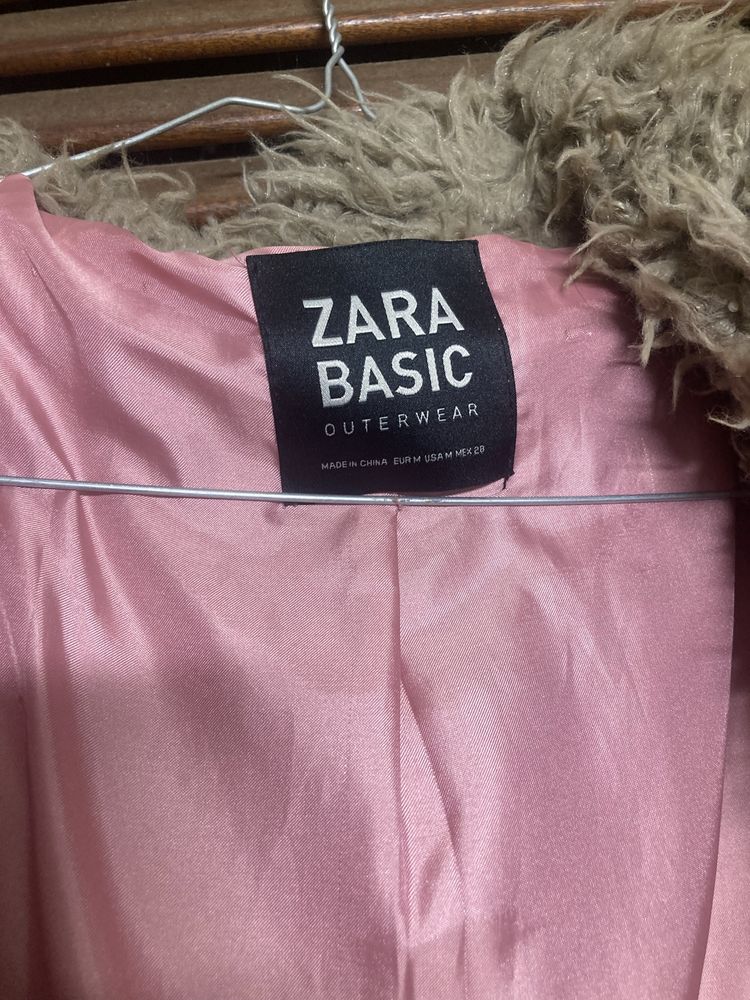 ZARA
BASIC
OUTERWEAR
MADE IN CHINA EUR M USA M MEX 28